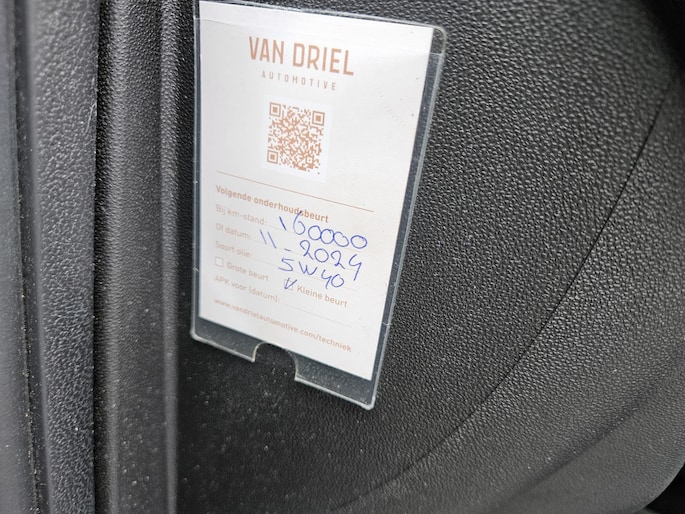 VAN DRIEL
AUTOMOTIVE
Volgende onderhoudsbeurt
Bij km-stand: 160000
Of datum: 11-2024
Soort olie: 5W40
Grote beurt Kleine beurt
APK voor (datum)
www.vandrielautomotive.com/techniek